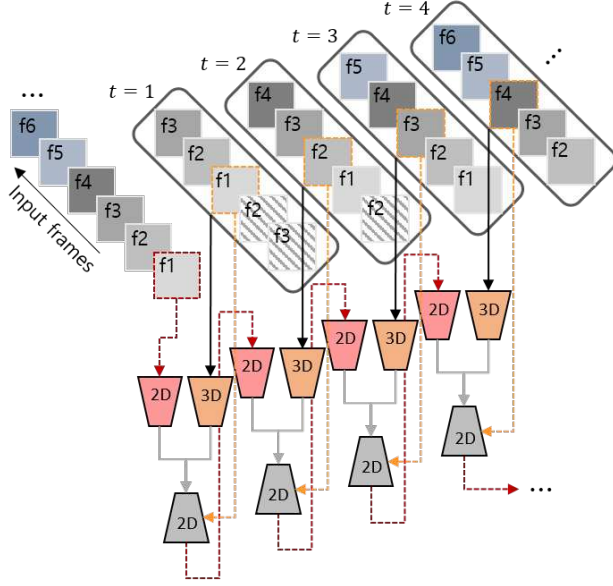 t = 4
t = 3
t = 2
t = 1
...
f6
f5
f4
f3
f2
f1
Input frames
f3
f2
f1
f2
f3
f4
f3
f2
f1
f2
f5
f4
f3
f2
f1
f6
f5
f4
f3
f2
...
2D
3D
2D
3D
2D
3D
2D
3D
2D
2D
2D
2D
...